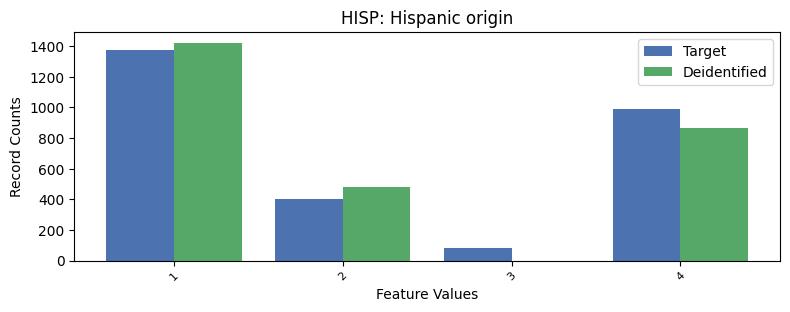 HISP: Hispanic origin
Target
Deidentified
Record Counts
1400
1200
1000
800
600
400
200
0
1
2
3
4
Feature Values